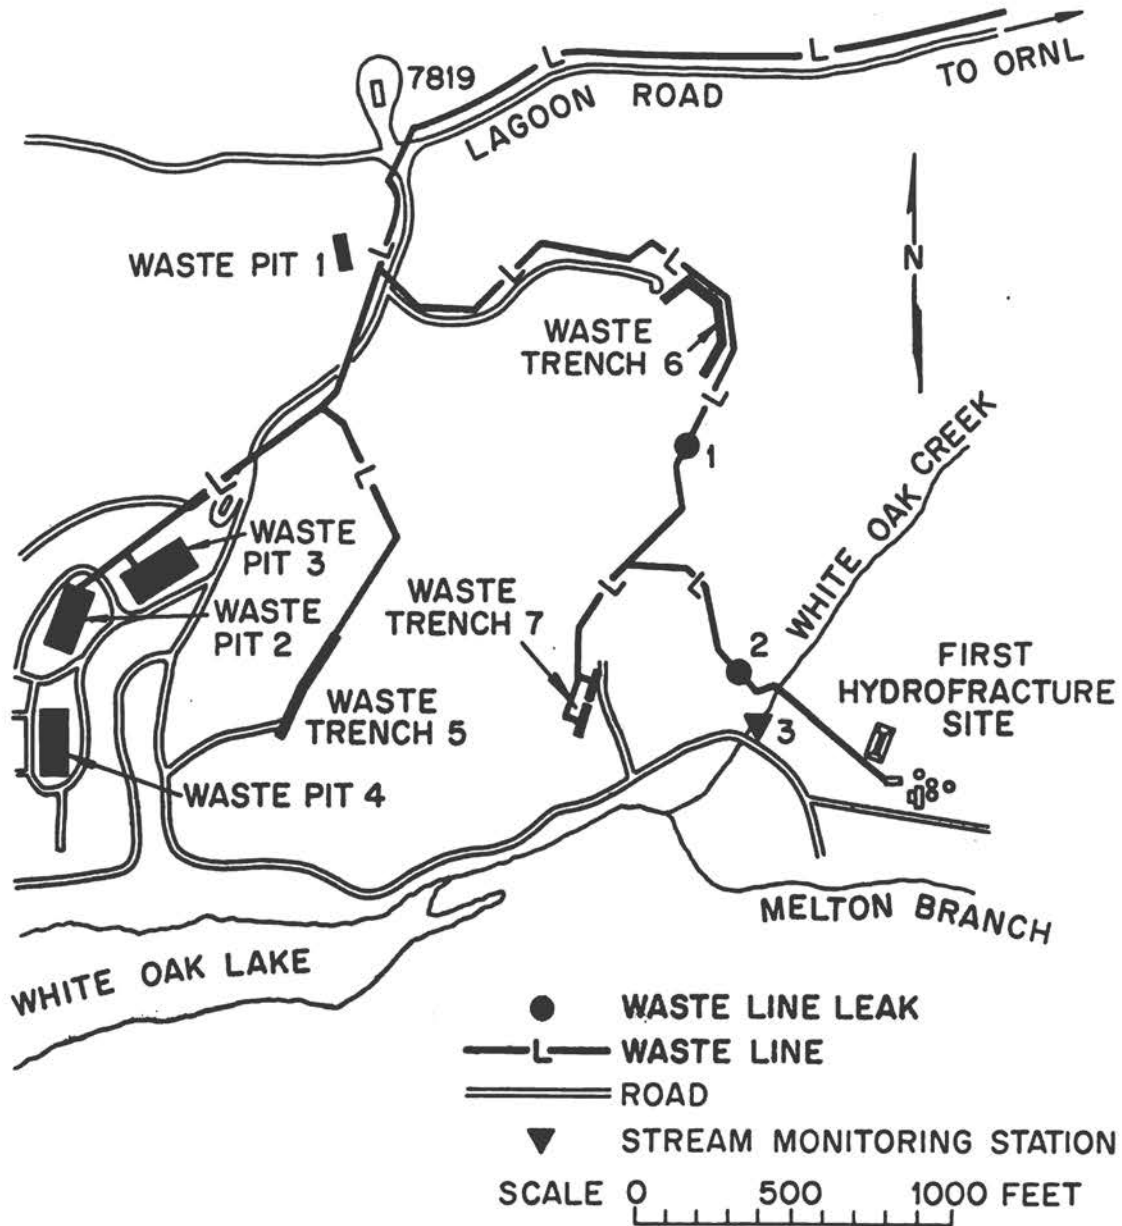 7819
LAGOON ROAD
TO ORNL
L
L
L
WASTE PIT 1
L
L
N
WASTE
TRENCH 6
L
1
WHITE OAK CREEK
L
L
WASTE
PIT 3
WASTE
PIT 2
WASTE
TRENCH 7
L
L
2
FIRST
HYDROFRACTURE
SITE
3
WASTE
TRENCH 5
WASTE PIT 4
MELTON BRANCH
WHITE OAK LAKE
WASTE LINE LEAK
L WASTE LINE
ROAD
STREAM MONITORING STATION
SCALE 0 500 1000 FEET